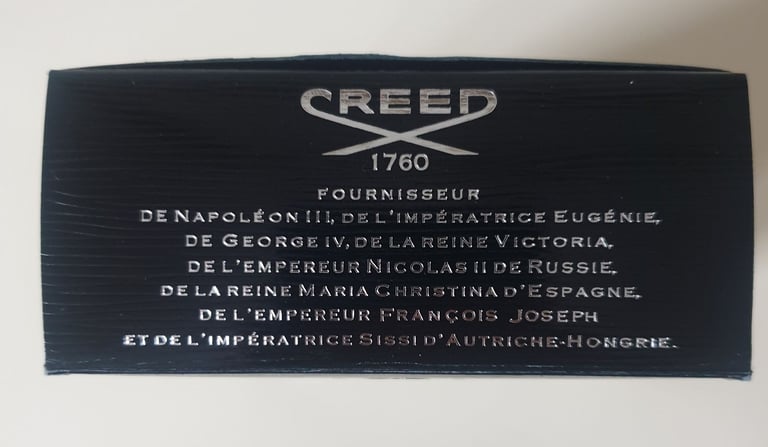 CREED
1760
FOURNISSEUR
DE NAPOLÉON III, DE L'IMPÉRATRICE EUGÉNIE,
DE GEORGE IV, DE LA REINE VICTORIA,
DE L'EMPEREUR NICOLAS II DE RUSSIE,
DE LA REINE MARIA CHRISTINA D'ESPAGNE,
DE L'EMPEREUR FRANÇOIS JOSEPH
ET DE L'IMPÉRATRICE SISSI D'AUTRICHE-HONGRIE.